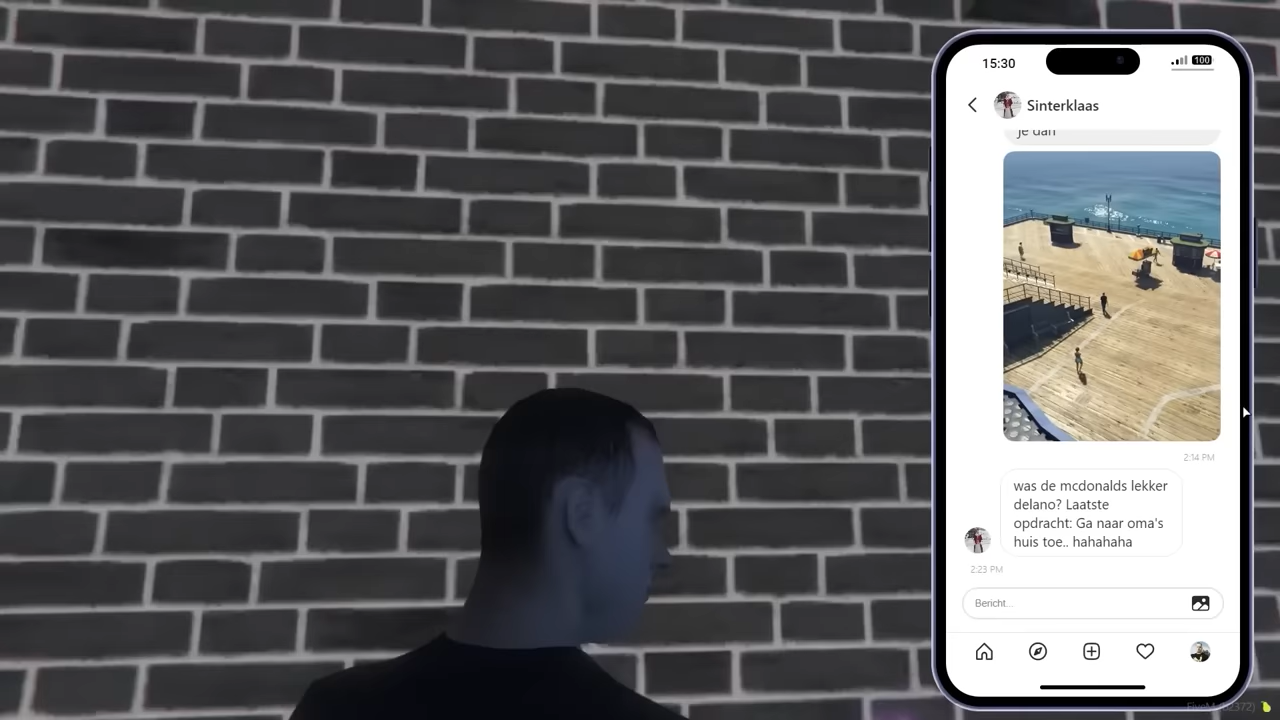 15:30
100
Sinterklaas
je dan
2:14 PM
was de mcdonalds lekker
delano? Laatste
opdracht: Ga naar oma's
huis toe.. hahahaha
2:23 PM
Bericht...